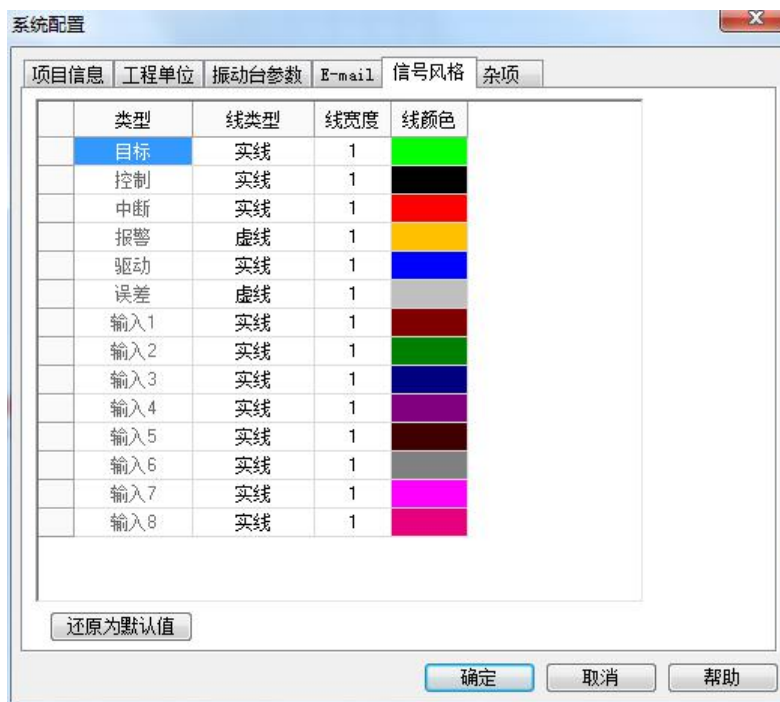 系统配置
项目信息 工程单位 振动台参数 E-mail 信号风格 杂项
类型 线类型 线宽度 线颜色
目标 实线 1
控制 实线 1
中断 实线 1
报警 虚线 1
驱动 实线 1
误差 虚线 1
输入1 实线 1
输入2 实线 1
输入3 实线 1
输入4 实线 1
输入5 实线 1
输入6 实线 1
输入7 实线 1
输入8 实线 1
还原为默认值
确定 取消 帮助